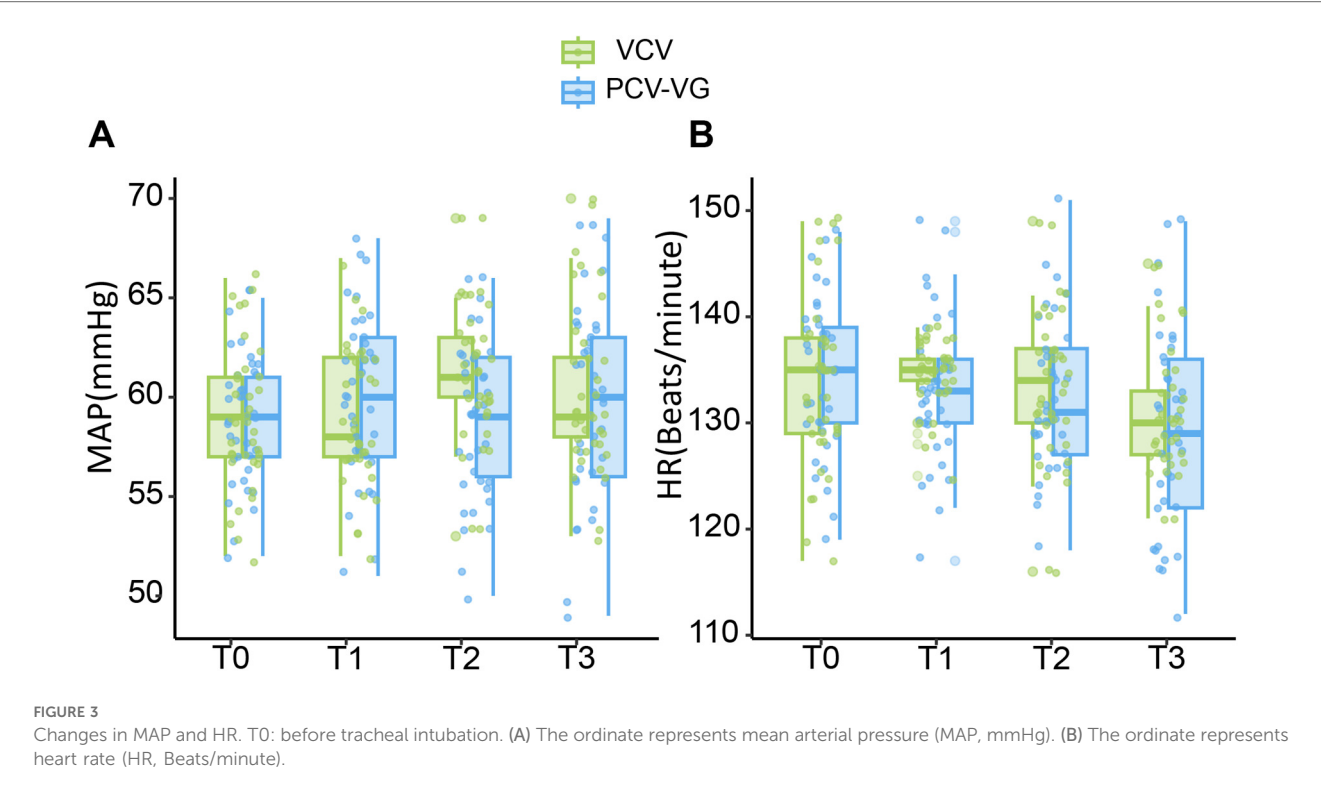 VCV
PCV-VG
A
B
MAP(mmHg)
70
65
60
55
50
T0 T1 T2 T3
HR(Beats/minute)
150
140
130
120
110
T0 T1 T2 T3
FIGURE 3
Changes in MAP and HR. T0: before tracheal intubation. (A) The ordinate represents mean arterial pressure (MAP, mmHg). (B) The ordinate represents
heart rate (HR, Beats/minute).